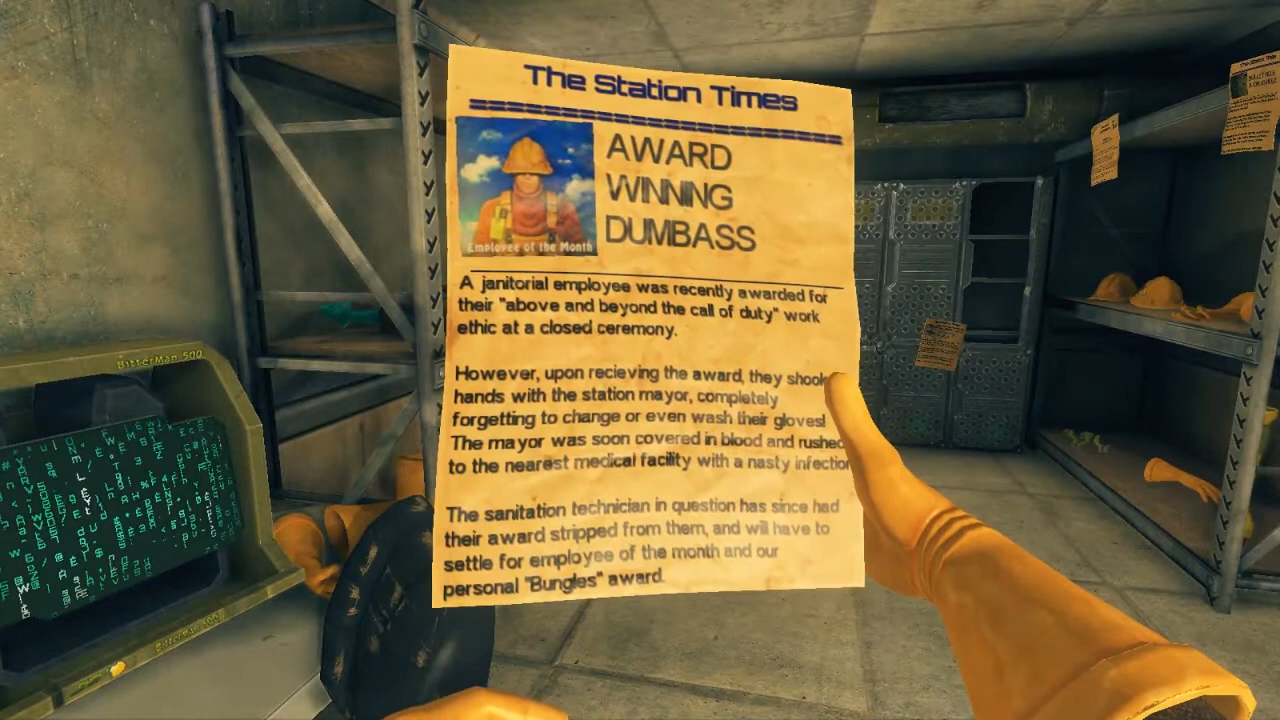 The Station Times
AWARD
WINNING
DUMBASS
Employee of the Month
A janitorial employee was recently awarded for
their "above and beyond the call of duty" work
ethic at a closed ceremony.
However, upon recieving the award, they shook
hands with the station mayor, completely
forgetting to change or even wash their gloves!
The mayor was soon covered in blood and rushed
to the nearest medical facility with a nasty infection
The sanitation technician in question has since had
their award stripped from them, and will have to
settle for employee of the month and our
personal "Bungles" award.
BitterMan 500
BitterMan 500
The Station Times